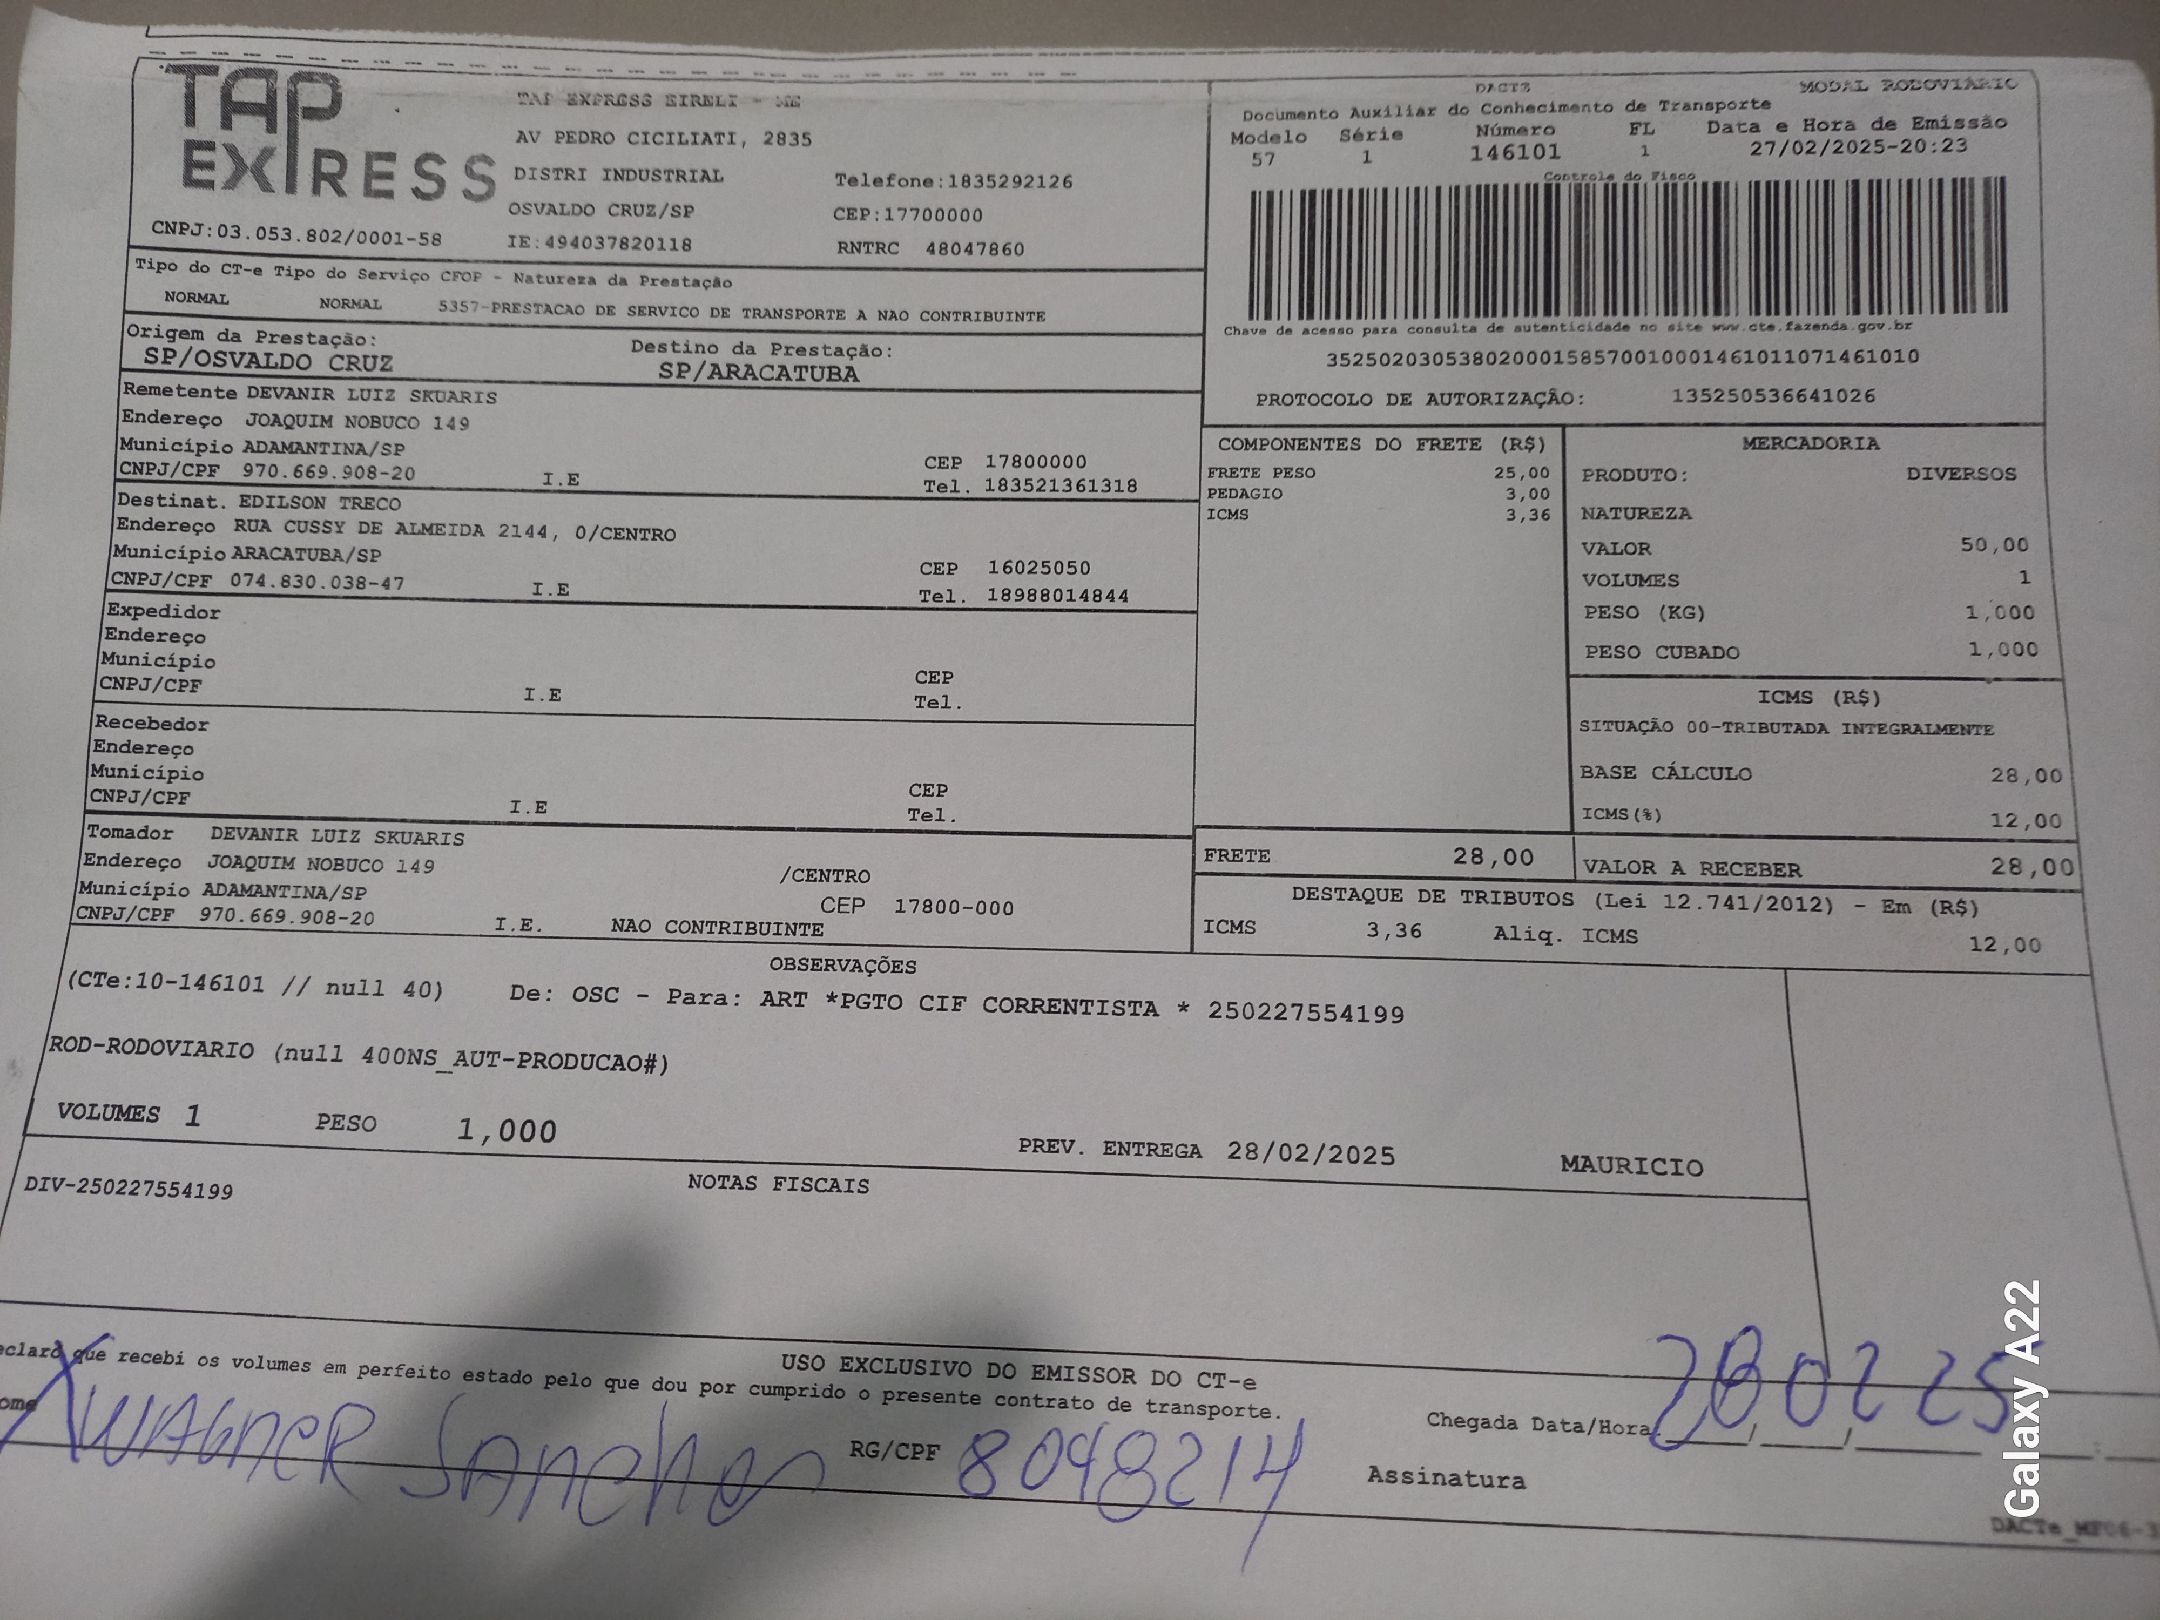 TAP EXPRESS
TAP EXPRESS EIRELI - ME
AV PEDRO CICILIATI, 2835
DISTRI INDUSTRIAL
Telefone:1835292126
OSVALDO CRUZ/SP
CEP:17700000
CNPJ:03.053.802/0001-58
IE:494037820118
RNTRC 48047860
DACTE
MODAL RODOVIÁRIO
Documento Auxiliar do Conhecimento de Transporte
Modelo Série Número FL Data e Hora de Emissão
57 1 146101 1 27/02/2025-20:23
Controle do Fisco
Chave de acesso para consulta de autenticidade no site www.cte.fazenda.gov.br
35250203053802000158570010001461011071461010
PROTOCOLO DE AUTORIZAÇÃO: 135250536641026
Tipo do CT-e Tipo do Serviço CFOP - Natureza da Prestação
NORMAL NORMAL 5357-PRESTACAO DE SERVICO DE TRANSPORTE A NAO CONTRIBUINTE
Origem da Prestação:
SP/OSVALDO CRUZ
Destino da Prestação:
SP/ARACATUBA
Remetente DEVANIR LUIZ SKUARIS
Endereço JOAQUIM NOBUCO 149
Município ADAMANTINA/SP
CEP 17800000
CNPJ/CPF 970.669.908-20 I.E Tel. 183521361318
Destinat. EDILSON TRECO
Endereço RUA CUSSY DE ALMEIDA 2144, 0/CENTRO
Município ARACATUBA/SP
CEP 16025050
CNPJ/CPF 074.830.038-47 I.E Tel. 18988014844
Expedidor
Endereço
Município
CEP
CNPJ/CPF I.E Tel.
Recebedor
Endereço
Município
CEP
CNPJ/CPF I.E Tel.
Tomador DEVANIR LUIZ SKUARIS
Endereço JOAQUIM NOBUCO 149 /CENTRO
Município ADAMANTINA/SP CEP 17800-000
CNPJ/CPF 970.669.908-20 I.E. NAO CONTRIBUINTE
COMPONENTES DO FRETE (R$)
FRETE PESO 25,00
PEDAGIO 3,00
ICMS 3,36
MERCADORIA
PRODUTO: DIVERSOS
NATUREZA
VALOR 50,00
VOLUMES 1
PESO (KG) 1,000
PESO CUBADO 1,000
ICMS (R$)
SITUAÇÃO 00-TRIBUTADA INTEGRALMENTE
BASE CÁLCULO 28,00
ICMS(%) 12,00
FRETE 28,00
VALOR A RECEBER 28,00
DESTAQUE DE TRIBUTOS (Lei 12.741/2012) - Em (R$)
ICMS 3,36 Aliq. ICMS 12,00
OBSERVAÇÕES
(CTe:10-146101 // null 40) De: OSC - Para: ART *PGTO CIF CORRENTISTA * 250227554199
ROD-RODOVIARIO (null 400NS_AUT-PRODUCAO#)
VOLUMES 1 PESO 1,000
PREV. ENTREGA 28/02/2025 MAURICIO
NOTAS FISCAIS
DIV-250227554199
USO EXCLUSIVO DO EMISSOR DO CT-e
eclaro que recebi os volumes em perfeito estado pelo que dou por cumprido o presente contrato de transporte.
ome X WAGNER Sanches RG/CPF 8098214
Chegada Data/Hora 28 02 25
Assinatura
Galaxy A22